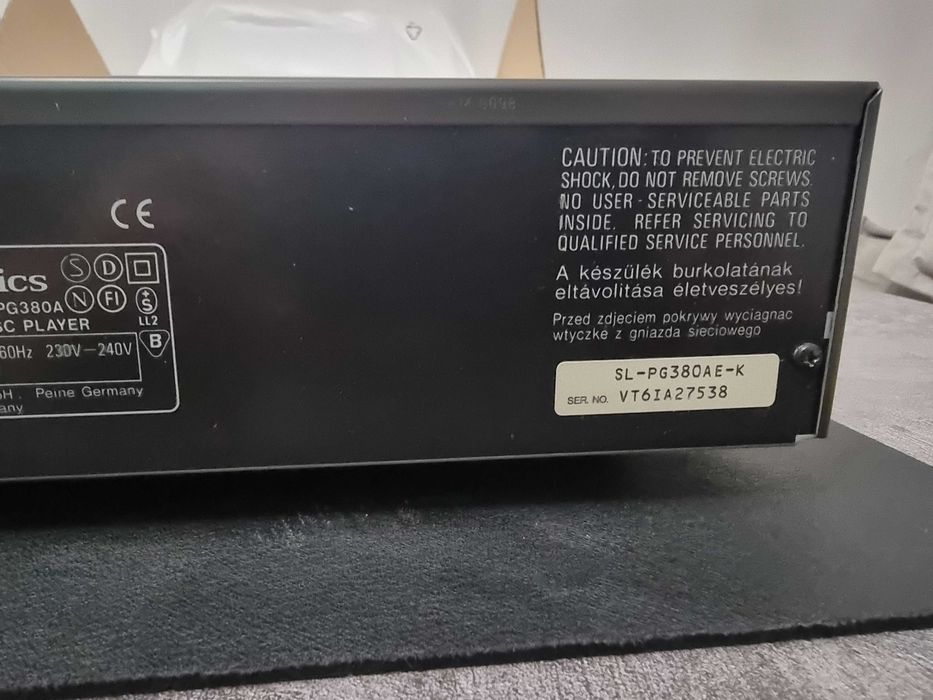 CE
ics
S D
PG380A N FI S
LL2
SC PLAYER
B
60Hz 230V-240V
H. Peine Germany
any
CAUTION: TO PREVENT ELECTRIC
SHOCK, DO NOT REMOVE SCREWS.
NO USER-SERVICEABLE PARTS
INSIDE. REFER SERVICING TO
QUALIFIED SERVICE PERSONNEL.
A készülék burkolatának
eltávolitása életveszélyes!
Przed zdjeciem pokrywy wyciagnac
wtyczke z gniazda sieciowego
SL-PG380AE-K
SER. NO. VT6IA27538